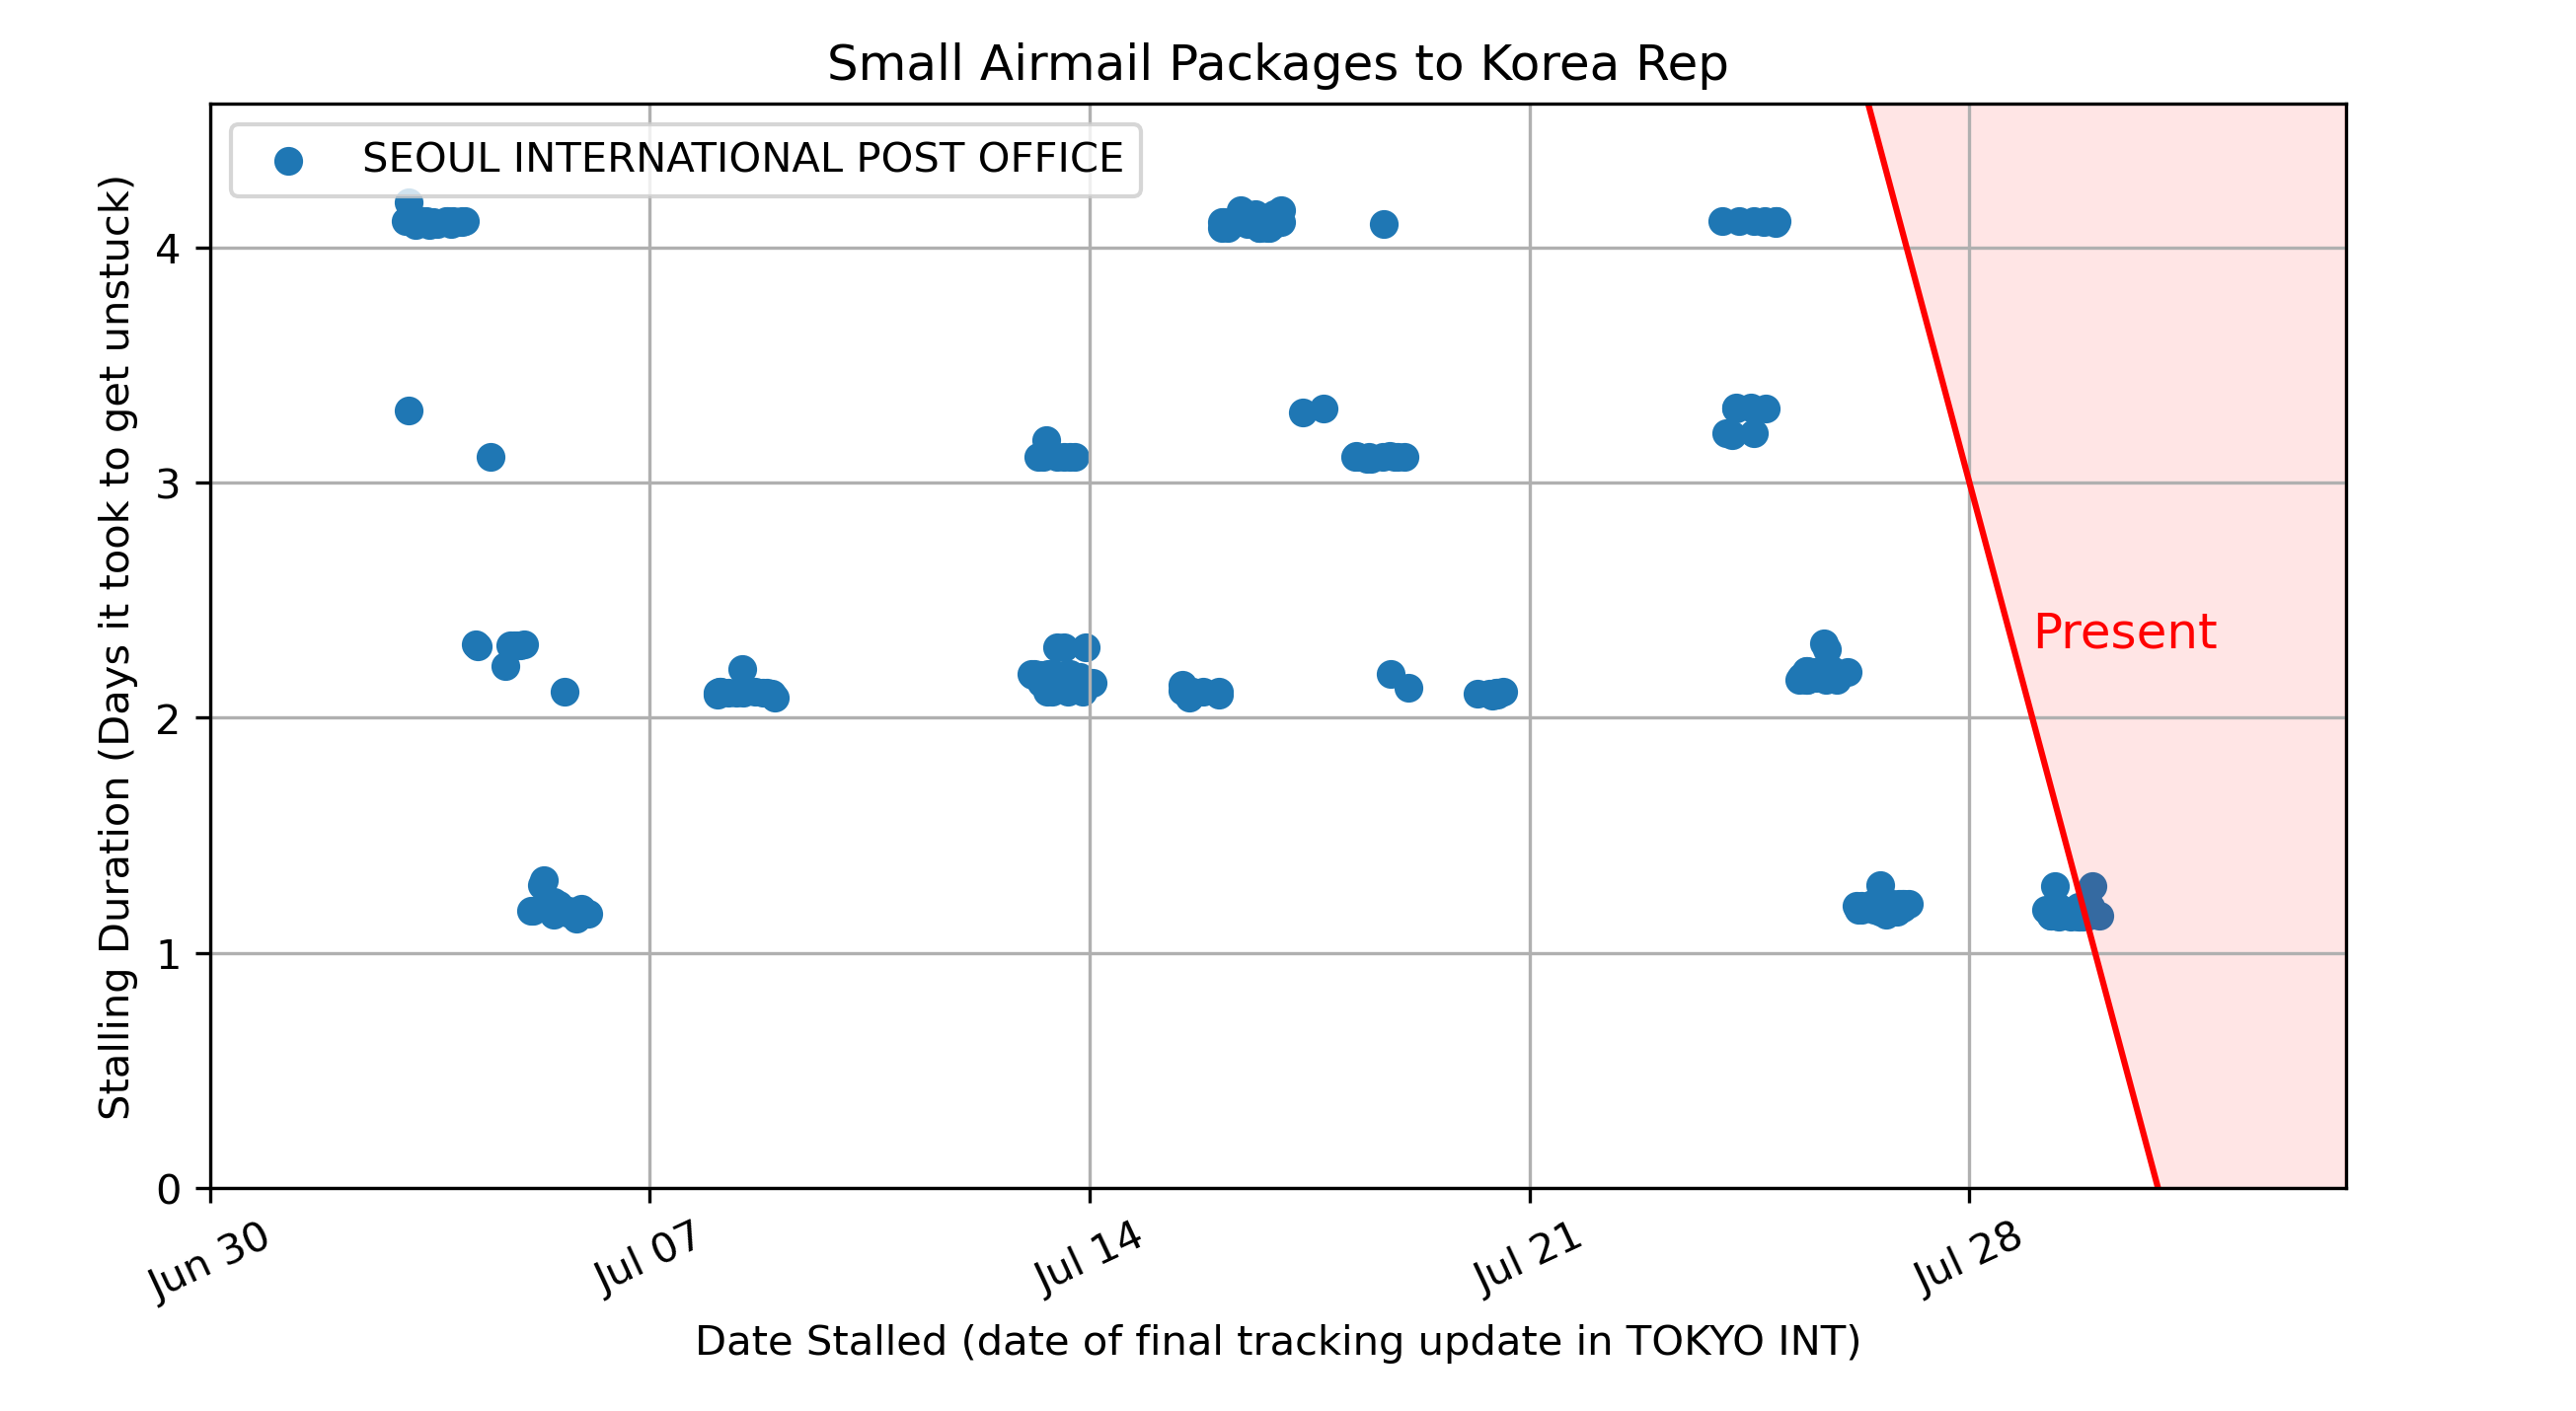 Small Airmail Packages to Korea Rep
SEOUL INTERNATIONAL POST OFFICE
Stalling Duration (Days it took to get unstuck)
4
3
2
1
0
Present
Jun 30
Jul 07
Jul 14
Jul 21
Jul 28
Date Stalled (date of final tracking update in TOKYO INT)